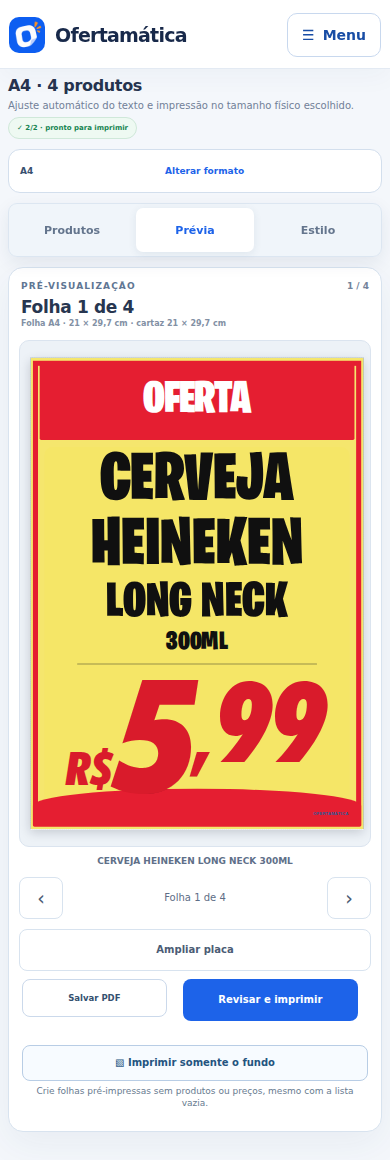 Ofertamática
☰ Menu
A4 · 4 produtos
Ajuste automático do texto e impressão no tamanho físico escolhido.
✓ 2/2 · pronto para imprimir
A4
Alterar formato
Produtos
Prévia
Estilo
PRÉ-VISUALIZAÇÃO
1 / 4
Folha 1 de 4
Folha A4 · 21 × 29,7 cm · cartaz 21 × 29,7 cm
OFERTA
CERVEJA
HEINEKEN
LONG NECK
300ML
R$5,99
CERVEJA HEINEKEN LONG NECK 300ML
‹
Folha 1 de 4
›
Ampliar placa
Salvar PDF
Revisar e imprimir
▧ Imprimir somente o fundo
Crie folhas pré-impressas sem produtos ou preços, mesmo com a lista
vazia.